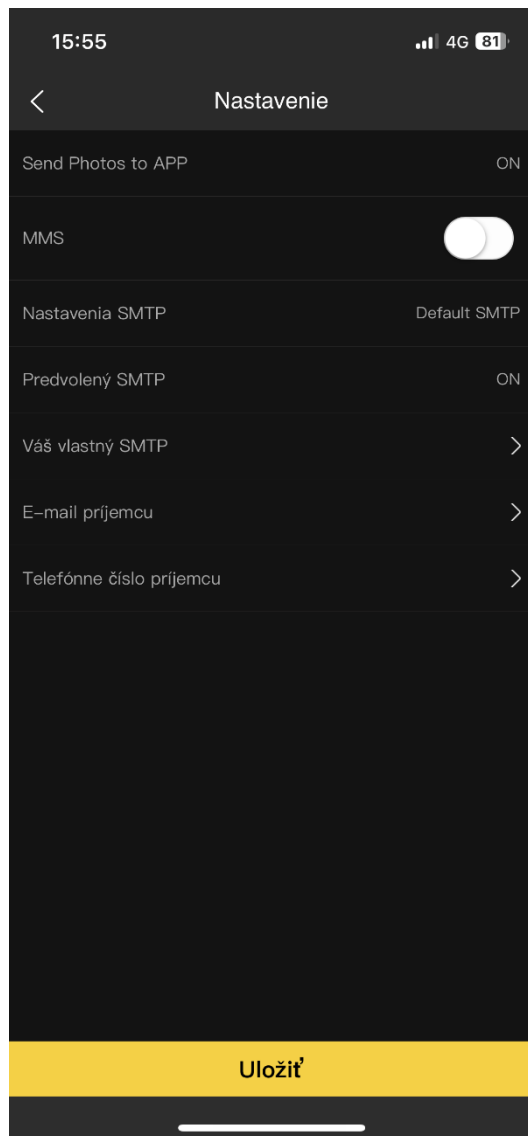 15:55 4G 81
Nastavenie
Send Photos to APP ON
MMS
Nastavenia SMTP Default SMTP
Predvolený SMTP ON
Váš vlastný SMTP
E-mail príjemcu
Telefónne číslo príjemcu
Uložiť